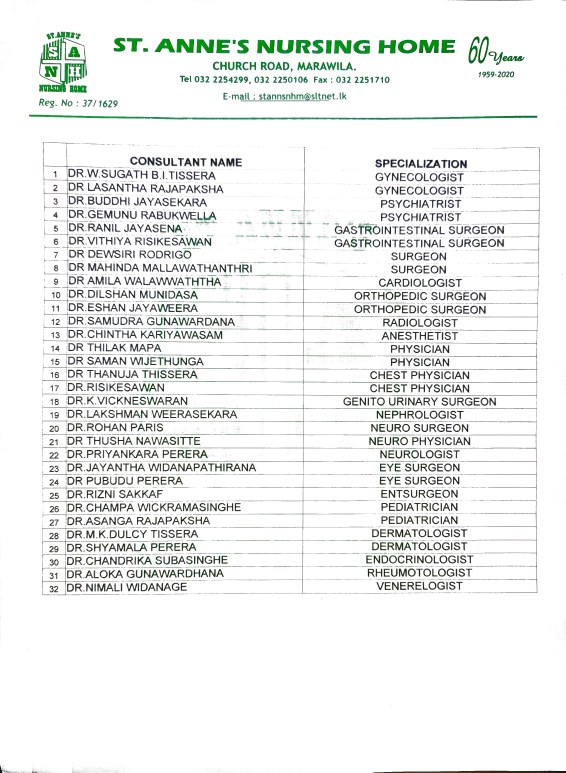 ST.ANNE'S
S A
N H
NURSING HOME
Reg. No : 37/1629
ST. ANNE'S NURSING HOME
CHURCH ROAD, MARAWILA.
Tel 032 2254299, 032 2250106 Fax : 032 2251710
E-mail : stannsnhm@sltnet.lk
60 Years
1959-2020
CONSULTANT NAME SPECIALIZATION
1 DR.W.SUGATH B.I.TISSERA GYNECOLOGIST
2 DR LASANTHA RAJAPAKSHA GYNECOLOGIST
3 DR.BUDDHI JAYASEKARA PSYCHIATRIST
4 DR.GEMUNU RABUKWELLA PSYCHIATRIST
5 DR.RANIL JAYASENA GASTROINTESTINAL SURGEON
6 DR.VITHIYA RISIKESAWAN GASTROINTESTINAL SURGEON
7 DR DEWSIRI RODRIGO SURGEON
8 DR MAHINDA MALLAWATHANTHRI SURGEON
9 DR AMILA WALAWWATHTHA CARDIOLOGIST
10 DR.DILSHAN MUNIDASA ORTHOPEDIC SURGEON
11 DR.ESHAN JAYAWEERA ORTHOPEDIC SURGEON
12 DR.SAMUDRA GUNAWARDANA RADIOLOGIST
13 DR.CHINTHA KARIYAWASAM ANESTHETIST
14 DR THILAK MAPA PHYSICIAN
15 DR SAMAN WIJETHUNGA PHYSICIAN
16 DR THANUJA THISSERA CHEST PHYSICIAN
17 DR.RISIKESAWAN CHEST PHYSICIAN
18 DR.K.VICKNESWARAN GENITO URINARY SURGEON
19 DR.LAKSHMAN WEERASEKARA NEPHROLOGIST
20 DR.ROHAN PARIS NEURO SURGEON
21 DR THUSHA NAWASITTE NEURO PHYSICIAN
22 DR.PRIYANKARA PERERA NEUROLOGIST
23 DR.JAYANTHA WIDANAPATHIRANA EYE SURGEON
24 DR PUBUDU PERERA EYE SURGEON
25 DR.RIZNI SAKKAF ENTSURGEON
26 DR.CHAMPA WICKRAMASINGHE PEDIATRICIAN
27 DR.ASANGA RAJAPAKSHA PEDIATRICIAN
28 DR.M.K.DULCY TISSERA DERMATOLOGIST
29 DR.SHYAMALA PERERA DERMATOLOGIST
30 DR.CHANDRIKA SUBASINGHE ENDOCRINOLOGIST
31 DR.ALOKA GUNAWARDHANA RHEUMOTOLOGIST
32 DR.NIMALI WIDANAGE VENERELOGIST